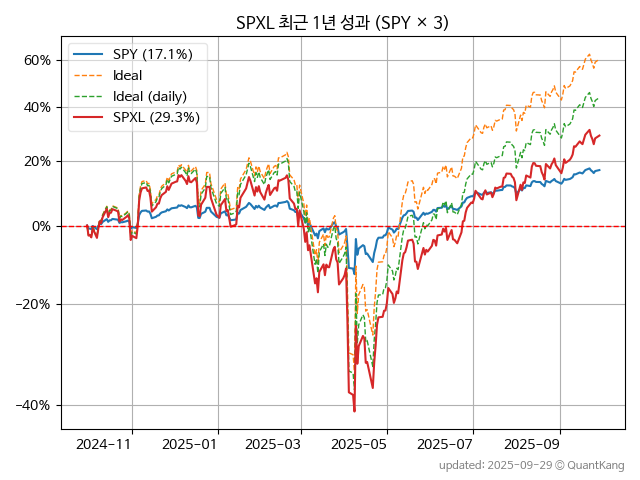 SPXL 최근 1년 성과 (SPY × 3)
SPY (17.1%)
Ideal
Ideal (daily)
SPXL (29.3%)
60%
40%
20%
0%
−20%
−40%
2024-11 2025-01 2025-03 2025-05 2025-07 2025-09
updated: 2025-09-29 © QuantKang